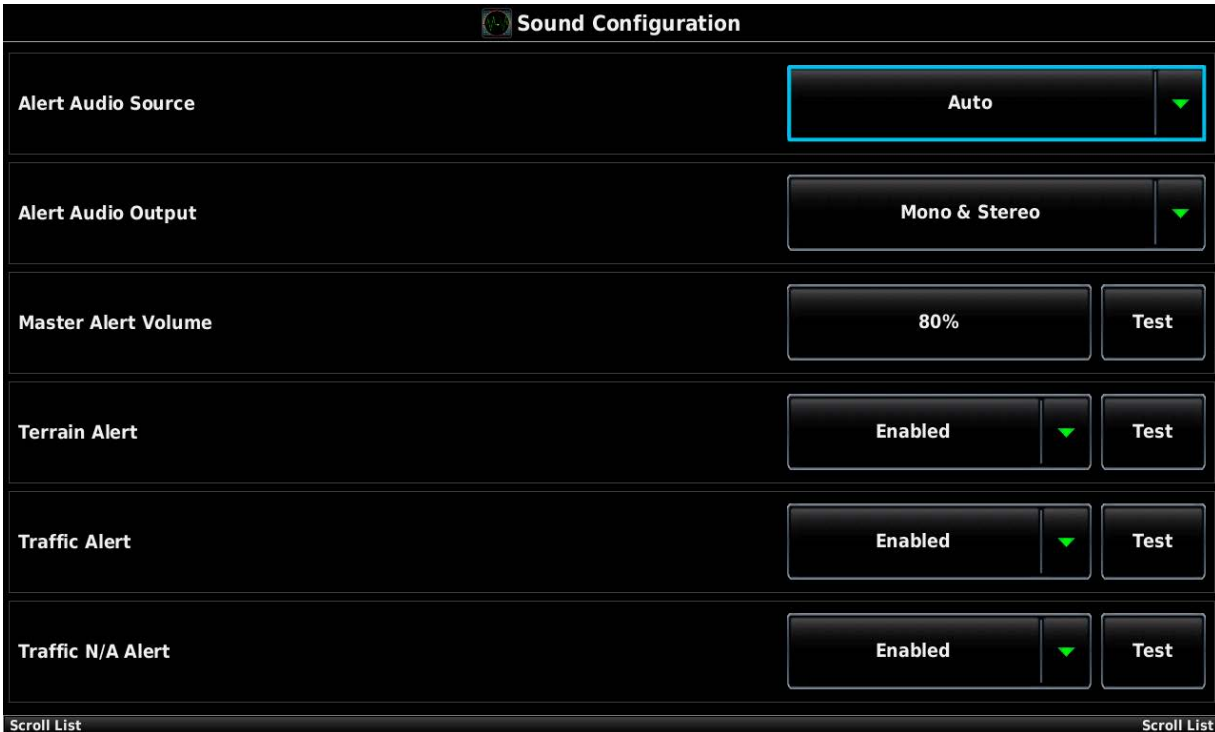 Sound Configuration
Alert Audio Source
Auto
Alert Audio Output
Mono & Stereo
Master Alert Volume
80%
Test
Terrain Alert
Enabled
Test
Traffic Alert
Enabled
Test
Traffic N/A Alert
Enabled
Test
Scroll List
Scroll List